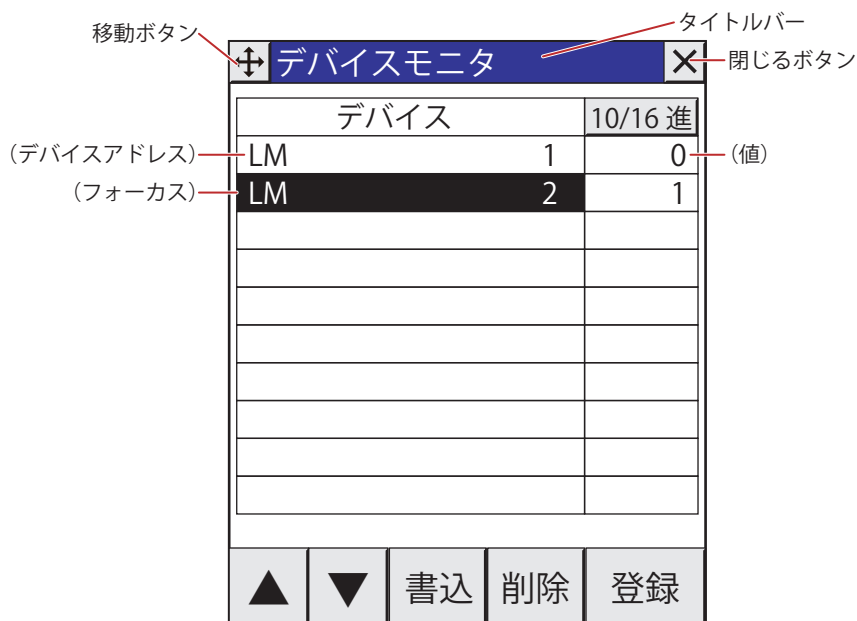 タイトルバー
移動ボタン
デバイスモニタ
閉じるボタン
デバイス 10/16 進
(デバイスアドレス) LM 1 0 (値)
(フォーカス) LM 2 1
▲ ▼ 書込 削除 登録